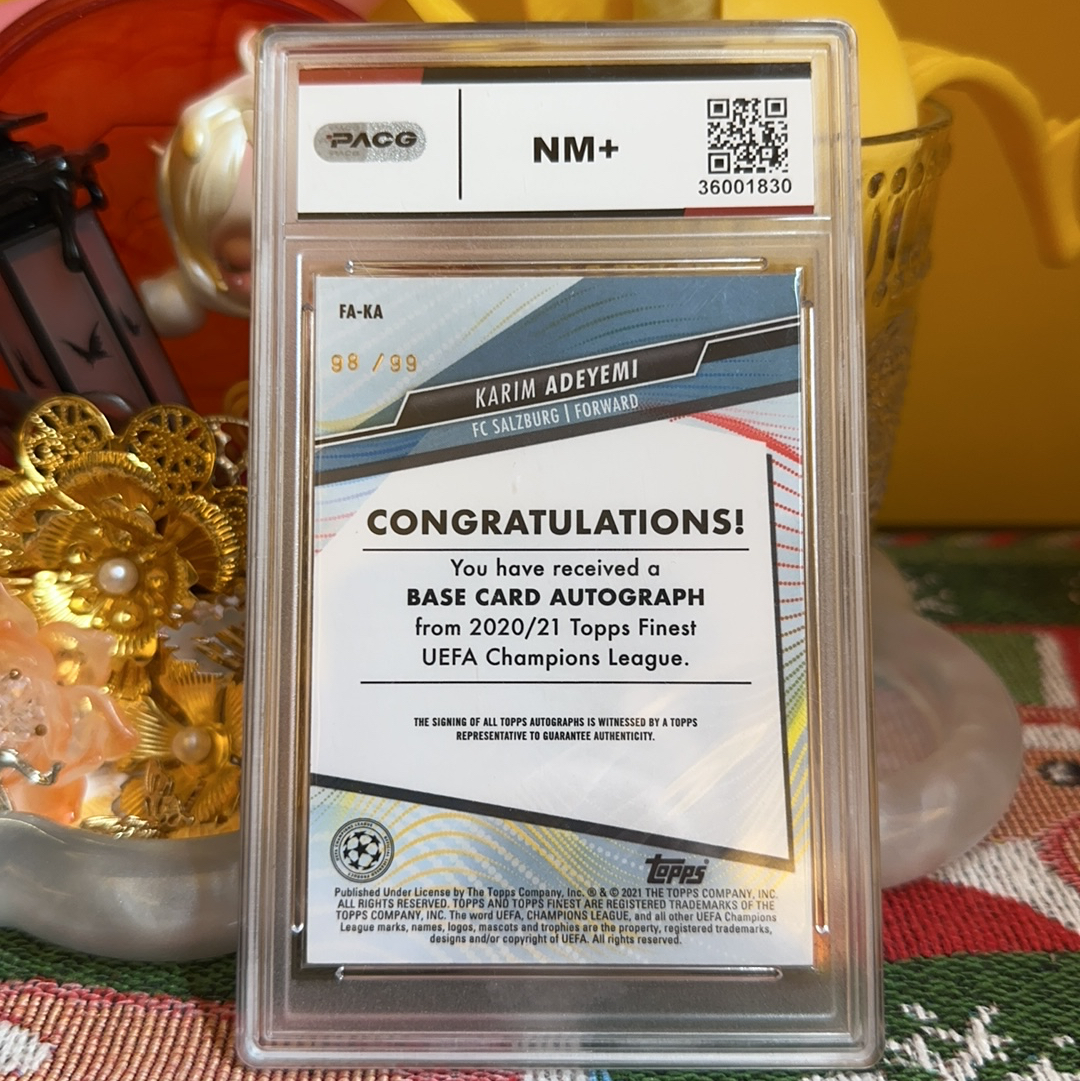 PACG
NM+
36001830
FA-KA
98 /99
KARIM ADEYEMI
FC SALZBURG | FORWARD
CONGRATULATIONS!
You have received a
BASE CARD AUTOGRAPH
from 2020/21 Topps Finest
UEFA Champions League.
THE SIGNING OF ALL TOPPS AUTOGRAPHS IS WITNESSED BY A TOPPS
REPRESENTATIVE TO GUARANTEE AUTHENTICITY.
topps
Published Under License by The Topps Company, Inc. ® & © 2021 THE TOPPS COMPANY, INC.
ALL RIGHTS RESERVED. TOPPS AND TOPPS FINEST ARE REGISTERED TRADEMARKS OF THE
TOPPS COMPANY, INC. The word UEFA, CHAMPIONS LEAGUE, and all other UEFA Champions
League marks, names, logos, mascots and trophies are the property, registered trademarks,
designs and/or copyright of UEFA. All rights reserved.